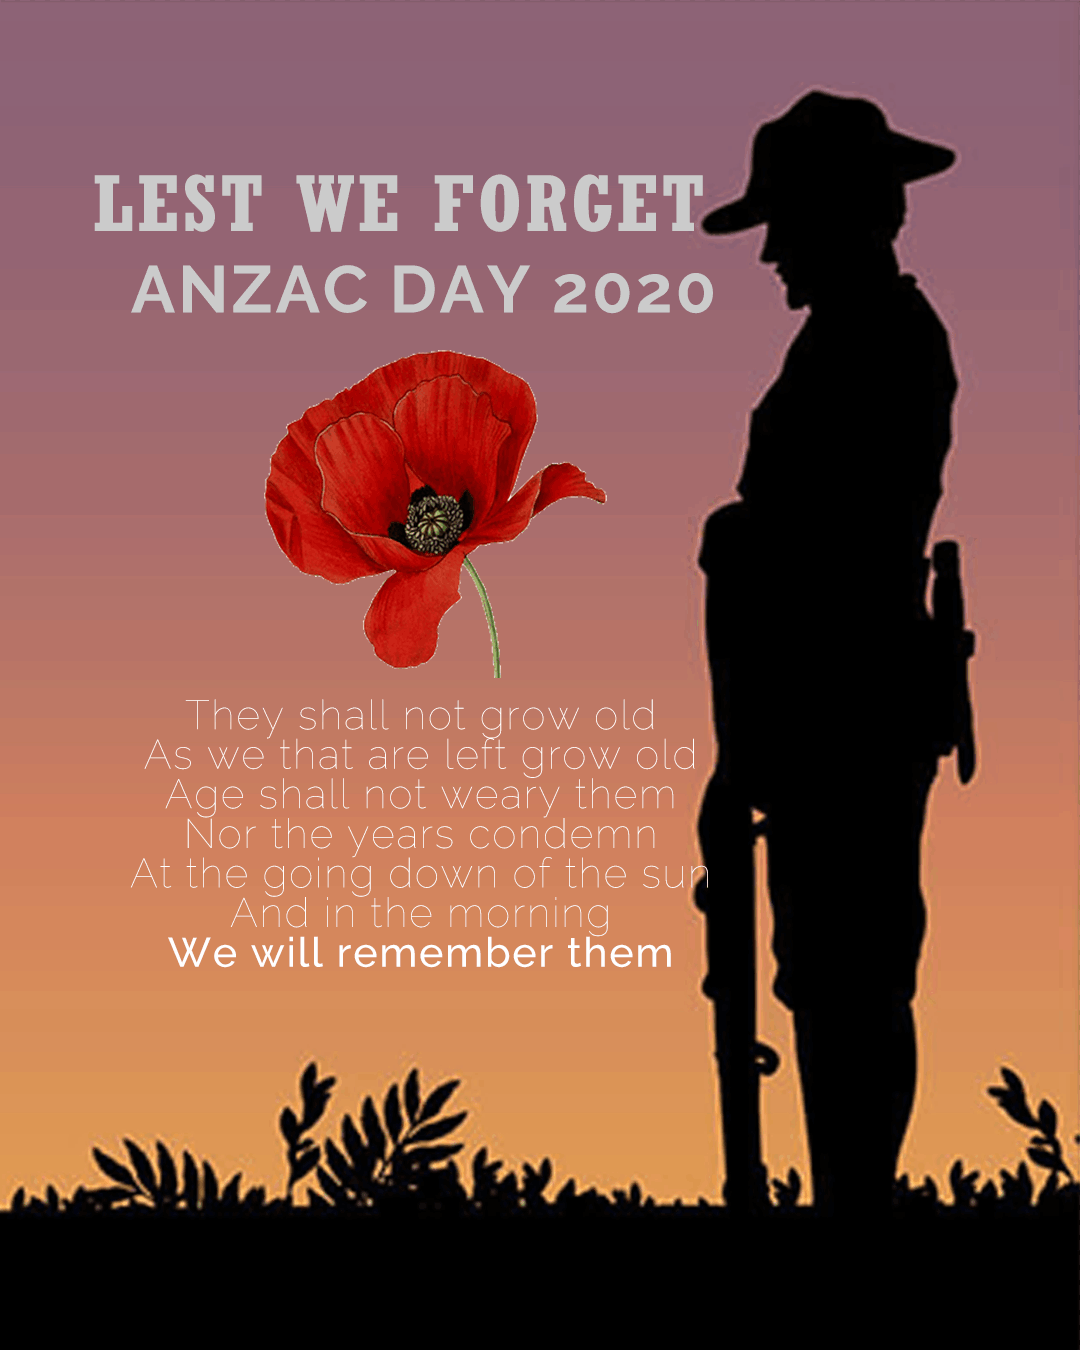 LEST WE FORGET
ANZAC DAY 2020
They shall not grow old
As we that are left grow old
Age shall not weary them
Nor the years condemn
At the going down of the sun
And in the morning
We will remember them